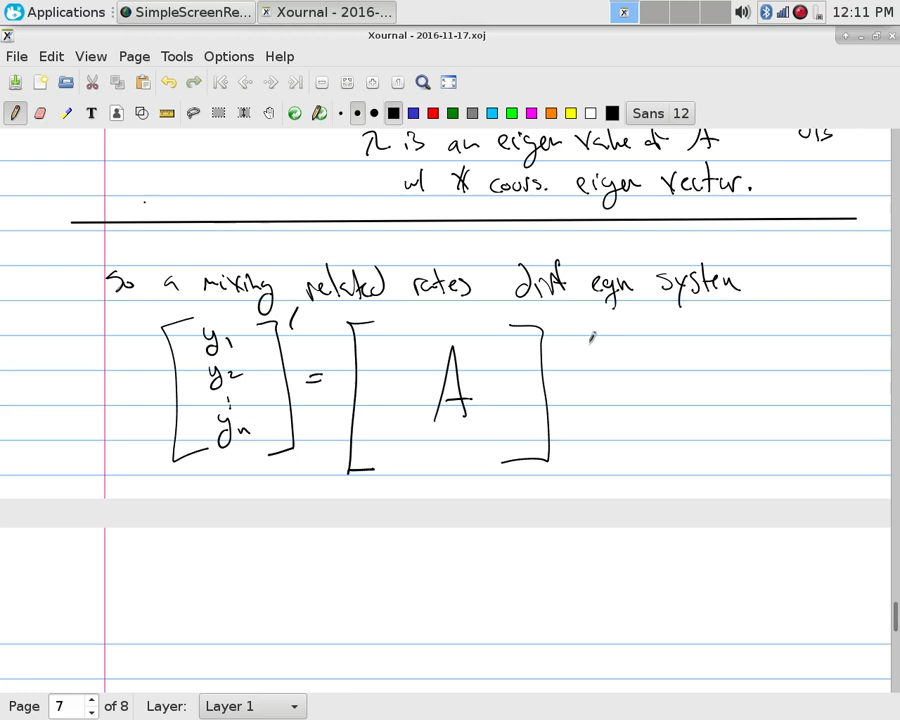 Applications SimpleScreenRe... Xournal - 2016-... 12:11 PM
Xournal - 2016-11-17.xoj
File Edit View Page Tools Options Help
T Sans 12
is an eigen value of A
w/ X cours. eigen vector.
So a mixing related rates diff eqn system
y1
y2
⋮
yn
' = A
Page 7 of 8 Layer: Layer 1